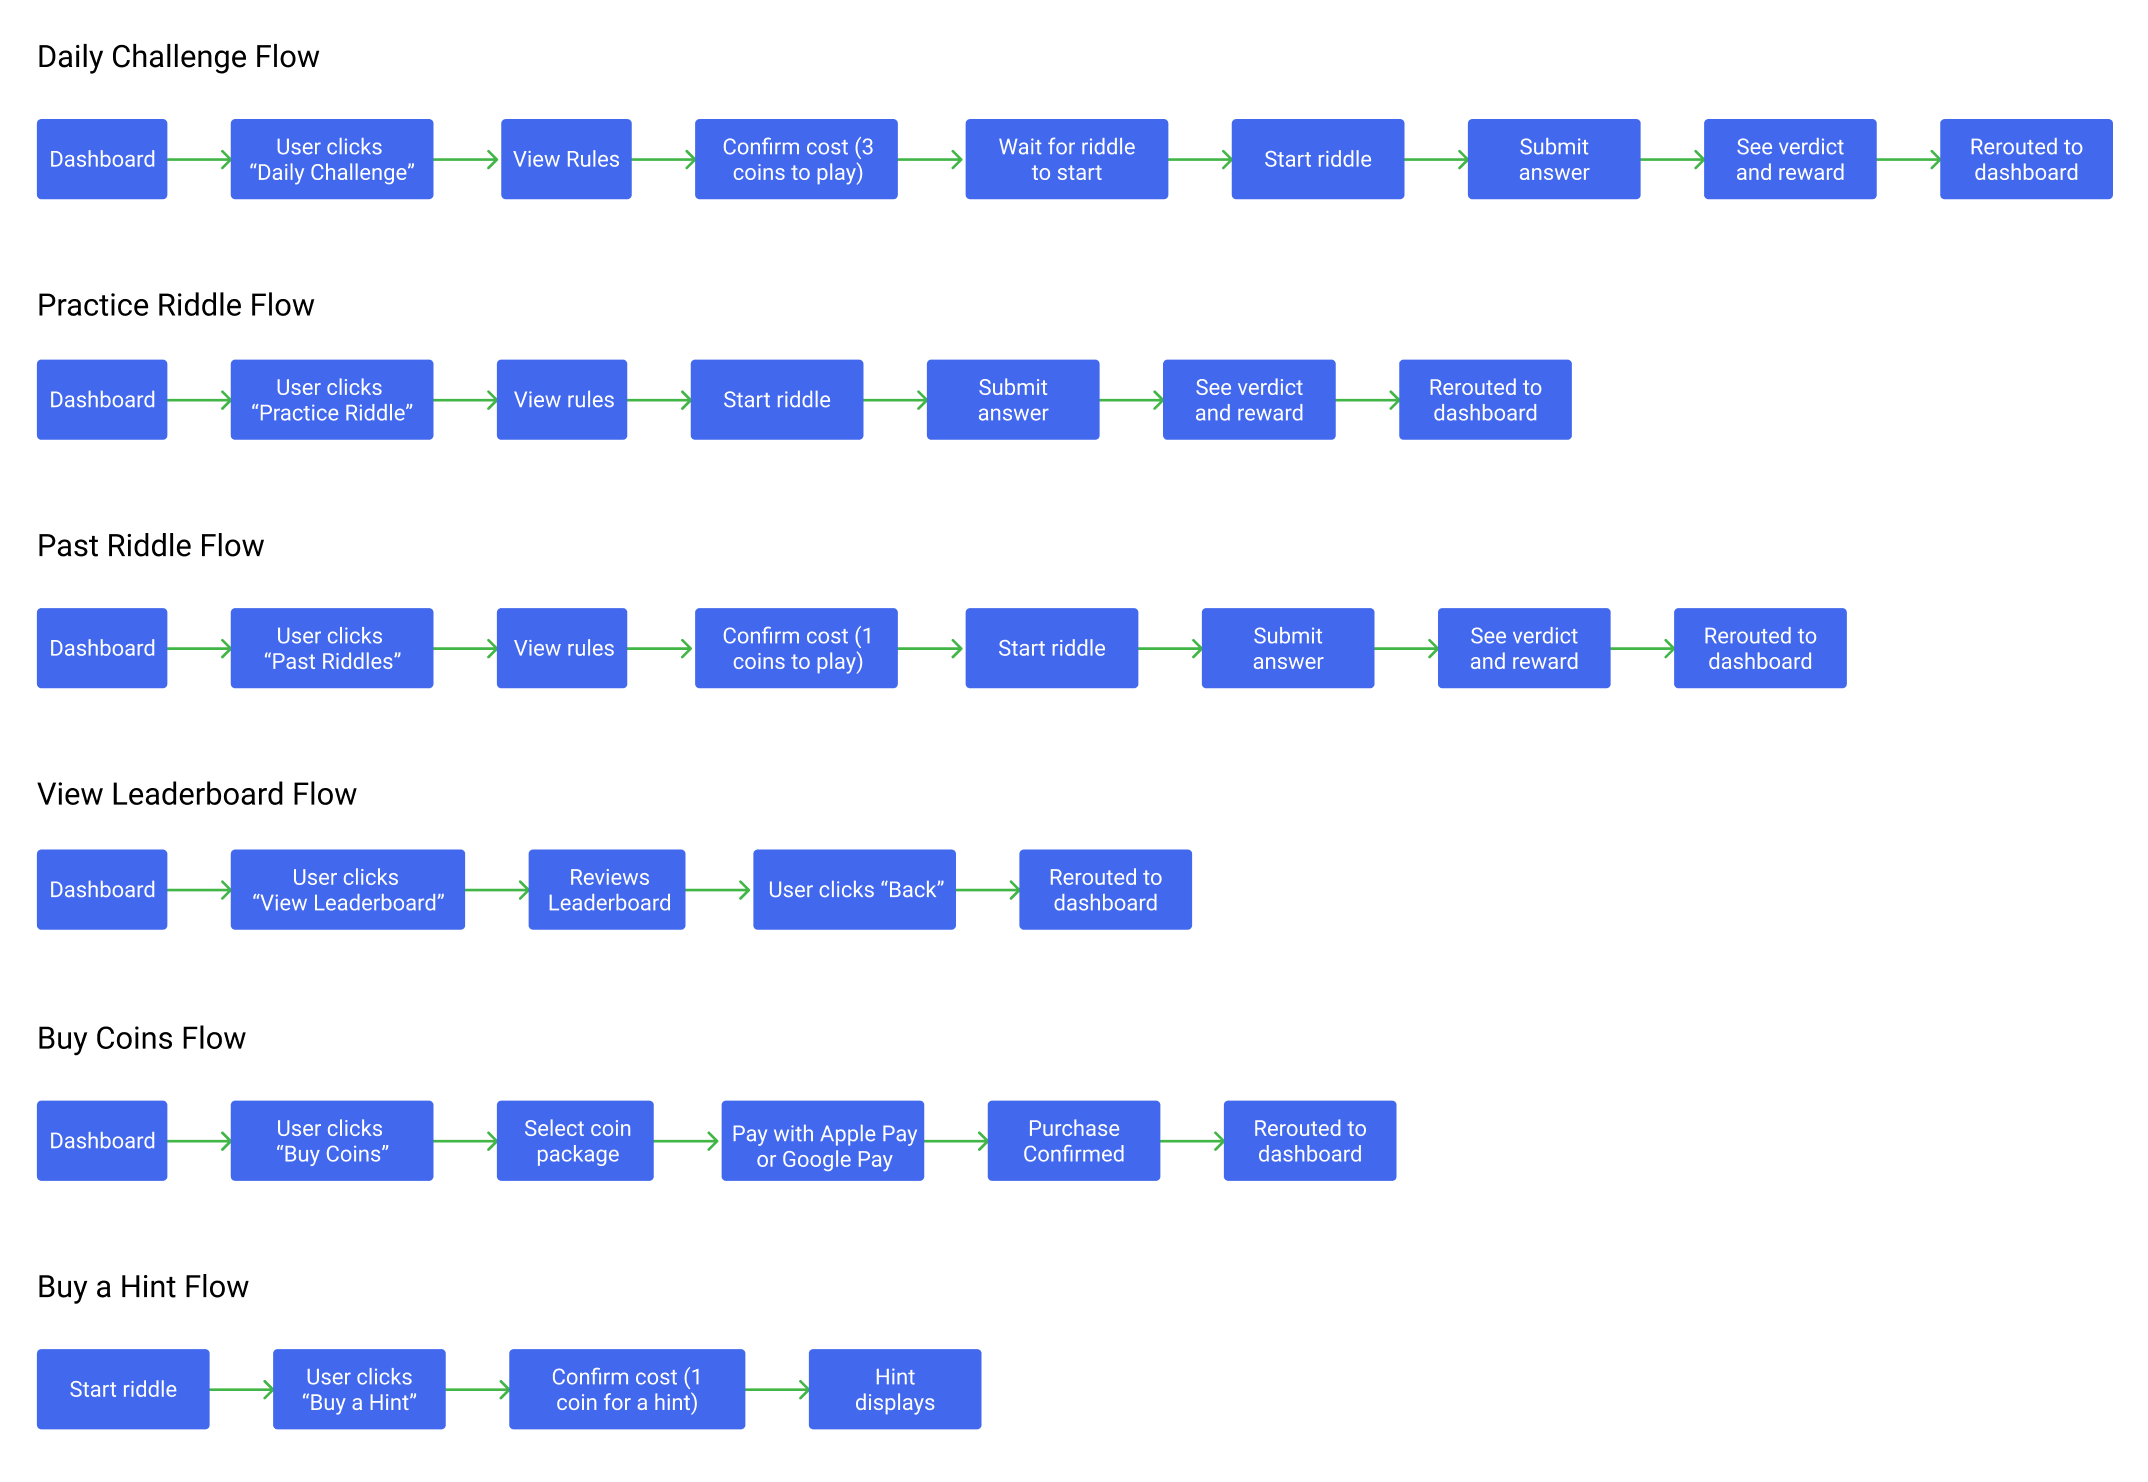 Daily Challenge Flow
Dashboard
User clicks
“Daily Challenge”
View Rules
Confirm cost (3
coins to play)
Wait for riddle
to start
Start riddle
Submit
answer
See verdict
and reward
Rerouted to
dashboard
Practice Riddle Flow
Dashboard
User clicks
“Practice Riddle”
View rules
Start riddle
Submit
answer
See verdict
and reward
Rerouted to
dashboard
Past Riddle Flow
Dashboard
User clicks
“Past Riddles”
View rules
Confirm cost (1
coins to play)
Start riddle
Submit
answer
See verdict
and reward
Rerouted to
dashboard
View Leaderboard Flow
Dashboard
User clicks
“View Leaderboard”
Reviews
Leaderboard
User clicks “Back”
Rerouted to
dashboard
Buy Coins Flow
Dashboard
User clicks
“Buy Coins”
Select coin
package
Pay with Apple Pay
or Google Pay
Purchase
Confirmed
Rerouted to
dashboard
Buy a Hint Flow
Start riddle
User clicks
“Buy a Hint”
Confirm cost (1
coin for a hint)
Hint
displays